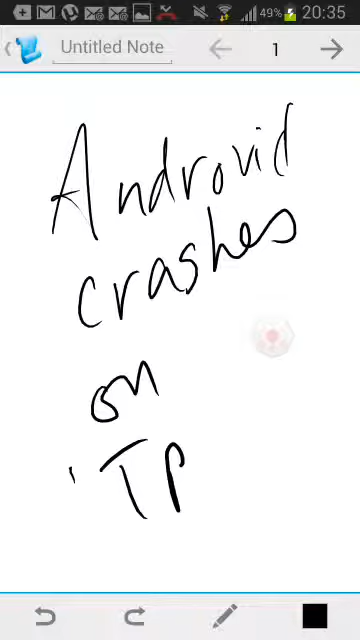 49% 20:35
Untitled Note 1
Android
crashes
on
TP